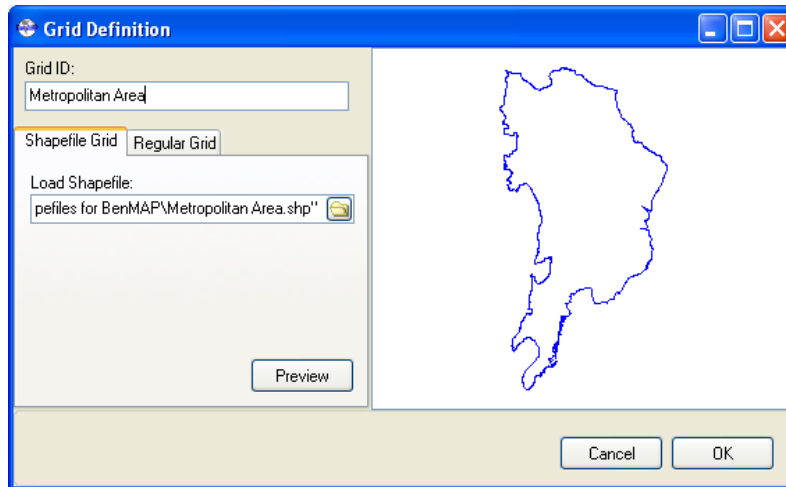 Grid Definition
Grid ID:
Metropolitan Area
Shapefile Grid Regular Grid
Load Shapefile:
pefiles for BenMAP\Metropolitan Area.shp"
Preview
Cancel OK